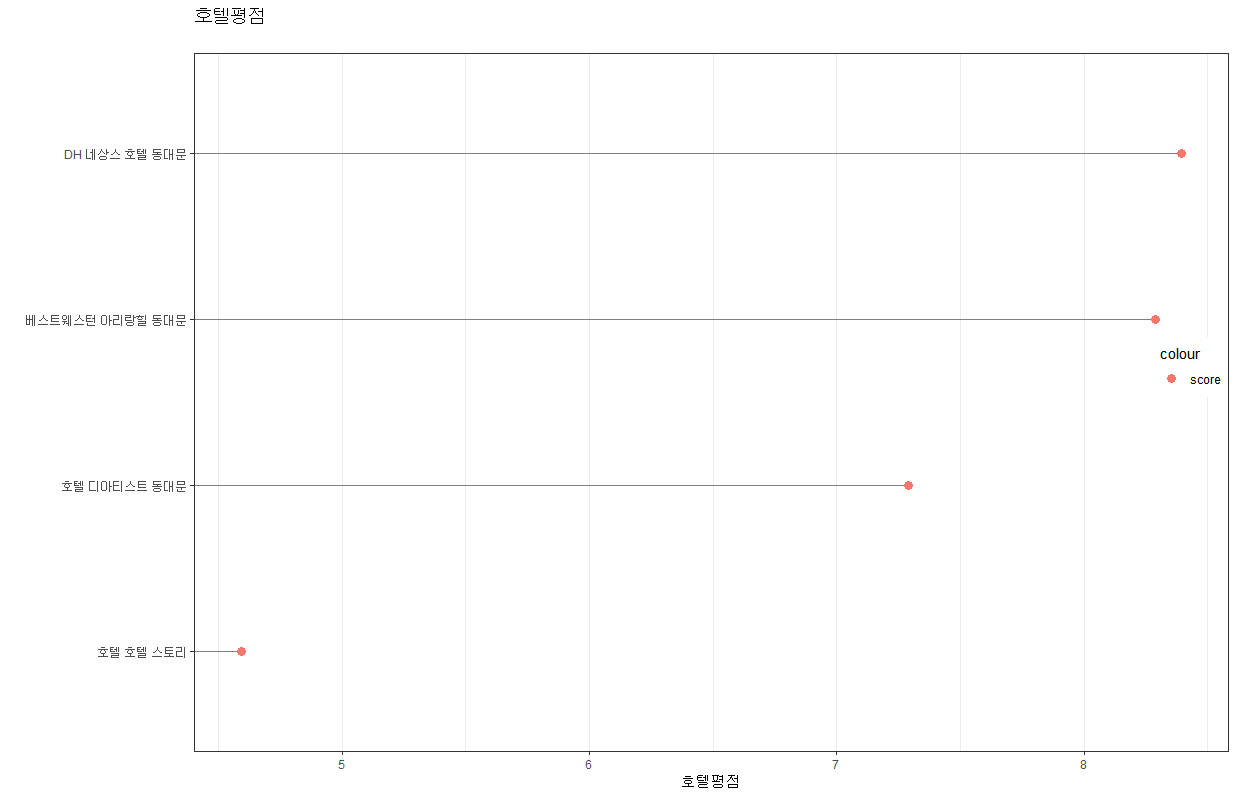 호텔평점
DH 네상스 호텔 동대문
베스트웨스턴 아리랑힐 동대문
colour
score
호텔 디아티스트 동대문
호텔 호텔 스토리
5 6 7 8
호텔평점